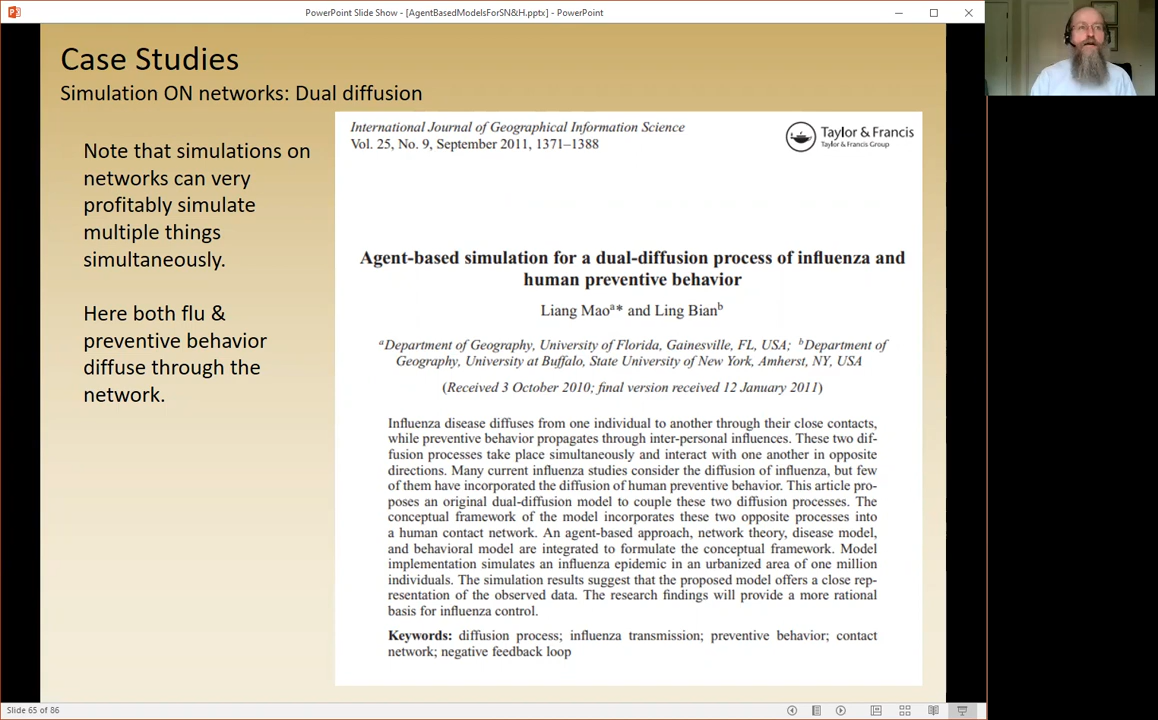 PowerPoint Slide Show - [AgentBasedModelsForSN&H.pptx] - PowerPoint
Case Studies
Simulation ON networks: Dual diffusion
Note that simulations on
networks can very
profitably simulate
multiple things
simultaneously.
Here both flu &
preventive behavior
diffuse through the
network.
International Journal of Geographical Information Science
Vol. 25, No. 9, September 2011, 1371–1388
Taylor & Francis
Taylor & Francis Group
Agent-based simulation for a dual-diffusion process of influenza and
human preventive behavior
Liang Maoa* and Ling Bianb
aDepartment of Geography, University of Florida, Gainesville, FL, USA; bDepartment of
Geography, University at Buffalo, State University of New York, Amherst, NY, USA
(Received 3 October 2010; final version received 12 January 2011)
Influenza disease diffuses from one individual to another through their close contacts,
while preventive behavior propagates through inter-personal influences. These two dif-
fusion processes take place simultaneously and interact with one another in opposite
directions. Many current influenza studies consider the diffusion of influenza, but few
of them have incorporated the diffusion of human preventive behavior. This article pro-
poses an original dual-diffusion model to couple these two diffusion processes. The
conceptual framework of the model incorporates these two opposite processes into
a human contact network. An agent-based approach, network theory, disease model,
and behavioral model are integrated to formulate the conceptual framework. Model
implementation simulates an influenza epidemic in an urbanized area of one million
individuals. The simulation results suggest that the proposed model offers a close rep-
resentation of the observed data. The research findings will provide a more rational
basis for influenza control.
Keywords: diffusion process; influenza transmission; preventive behavior; contact
network; negative feedback loop
Slide 65 of 86